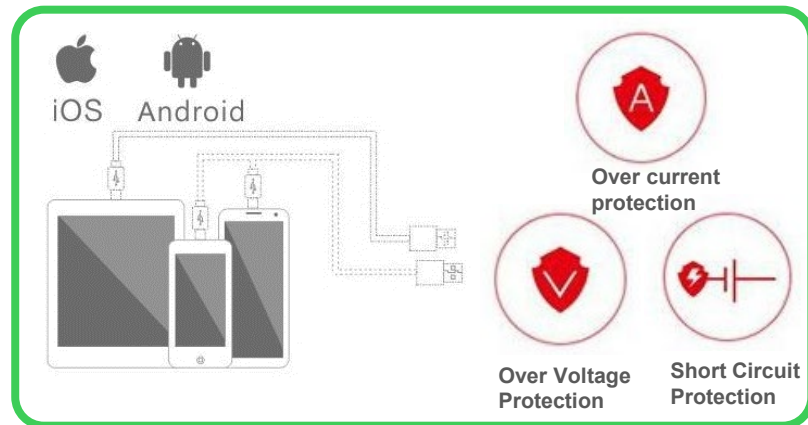 iOS Android
A
Over current
protection
V
Over Voltage
Protection
Short Circuit
Protection